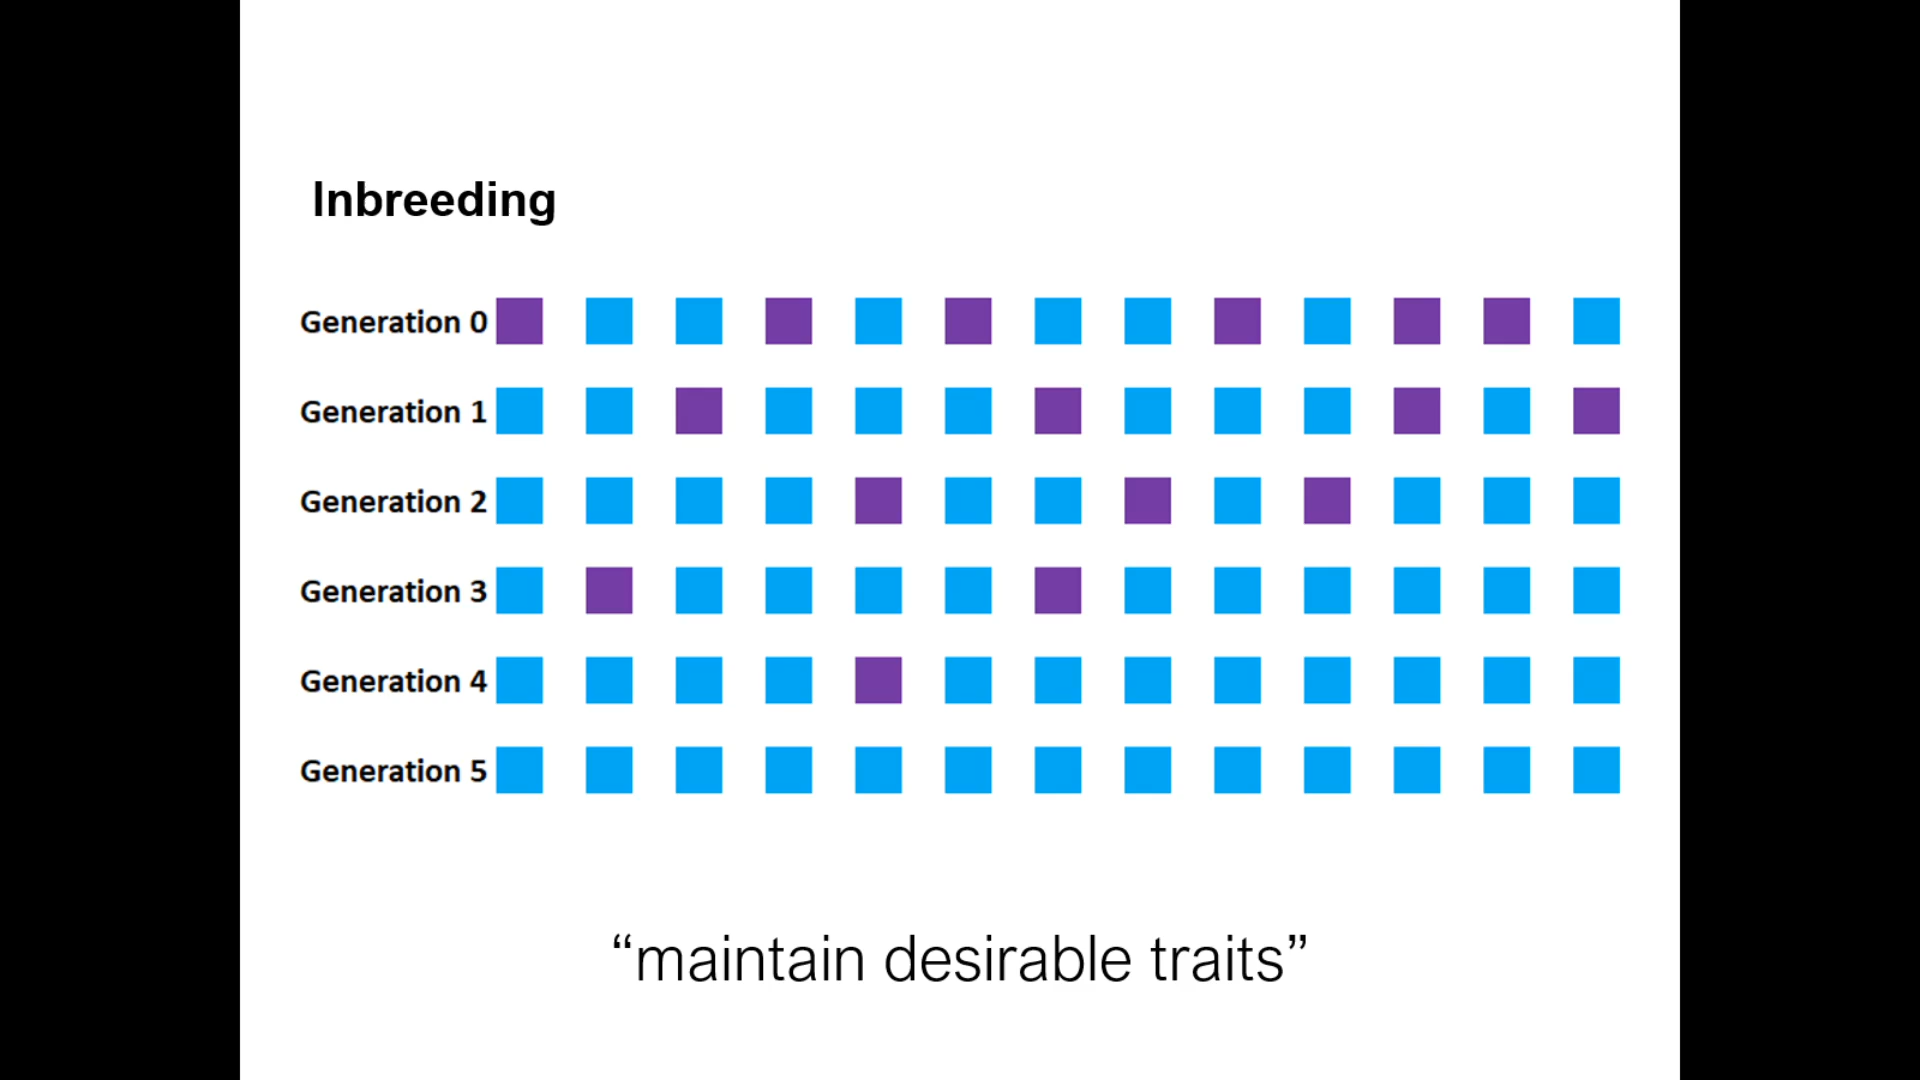 Inbreeding
Generation 0
Generation 1
Generation 2
Generation 3
Generation 4
Generation 5
“maintain desirable traits”